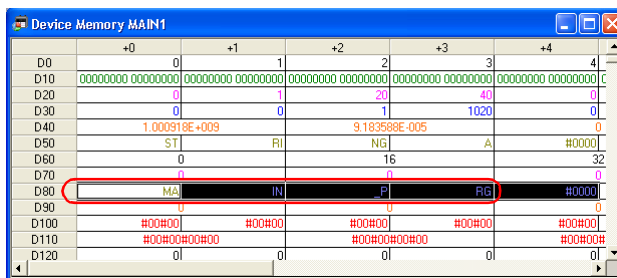 Device Memory MAIN1
+0 +1 +2 +3 +4
D0 0 1 2 3 4
D10 00000000 00000000 00000000 00000000 00000000 00000000 00000000 00000000 00000000 00000000
D20 0 1 20 40 0
D30 0 0 1 1020 0
D40 1.000918E+009 9.183588E-005 0
D50 ST RI NG A #0000
D60 0 16 32
D70 0 0 0
D80 MA IN _P RG #0000
D90 0 0 0
D100 #00#00 #00#00 #00#00 #00#00 #00#00
D110 #00#00#00#00 #00#00#00#00 #00#00#
D120 0 0 0 0 0